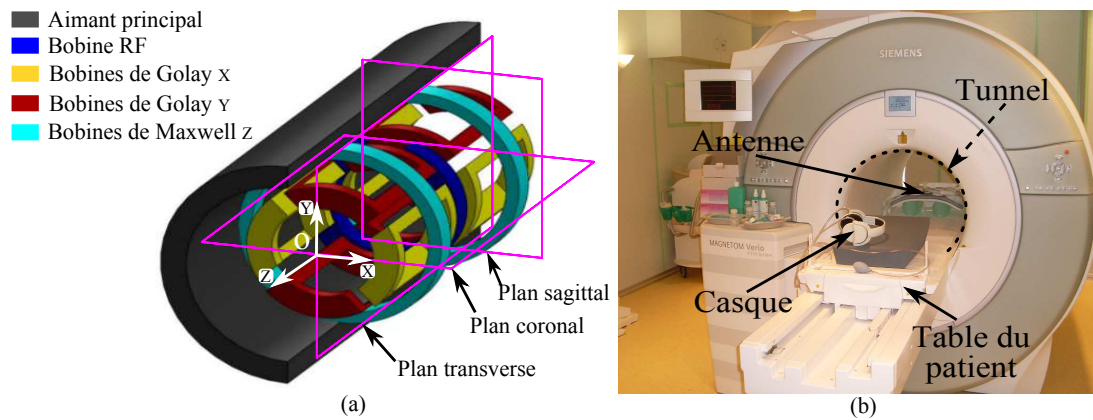 Aimant principal
Bobine RF
Bobines de Golay X
Bobines de Golay Y
Bobines de Maxwell Z
Y
O
X
Z
Plan sagittal
Plan coronal
Plan transverse
(a)
SIEMENS
Tunnel
Antenne
MAGNETOM Verio
Casque
Table du
patient
(b)